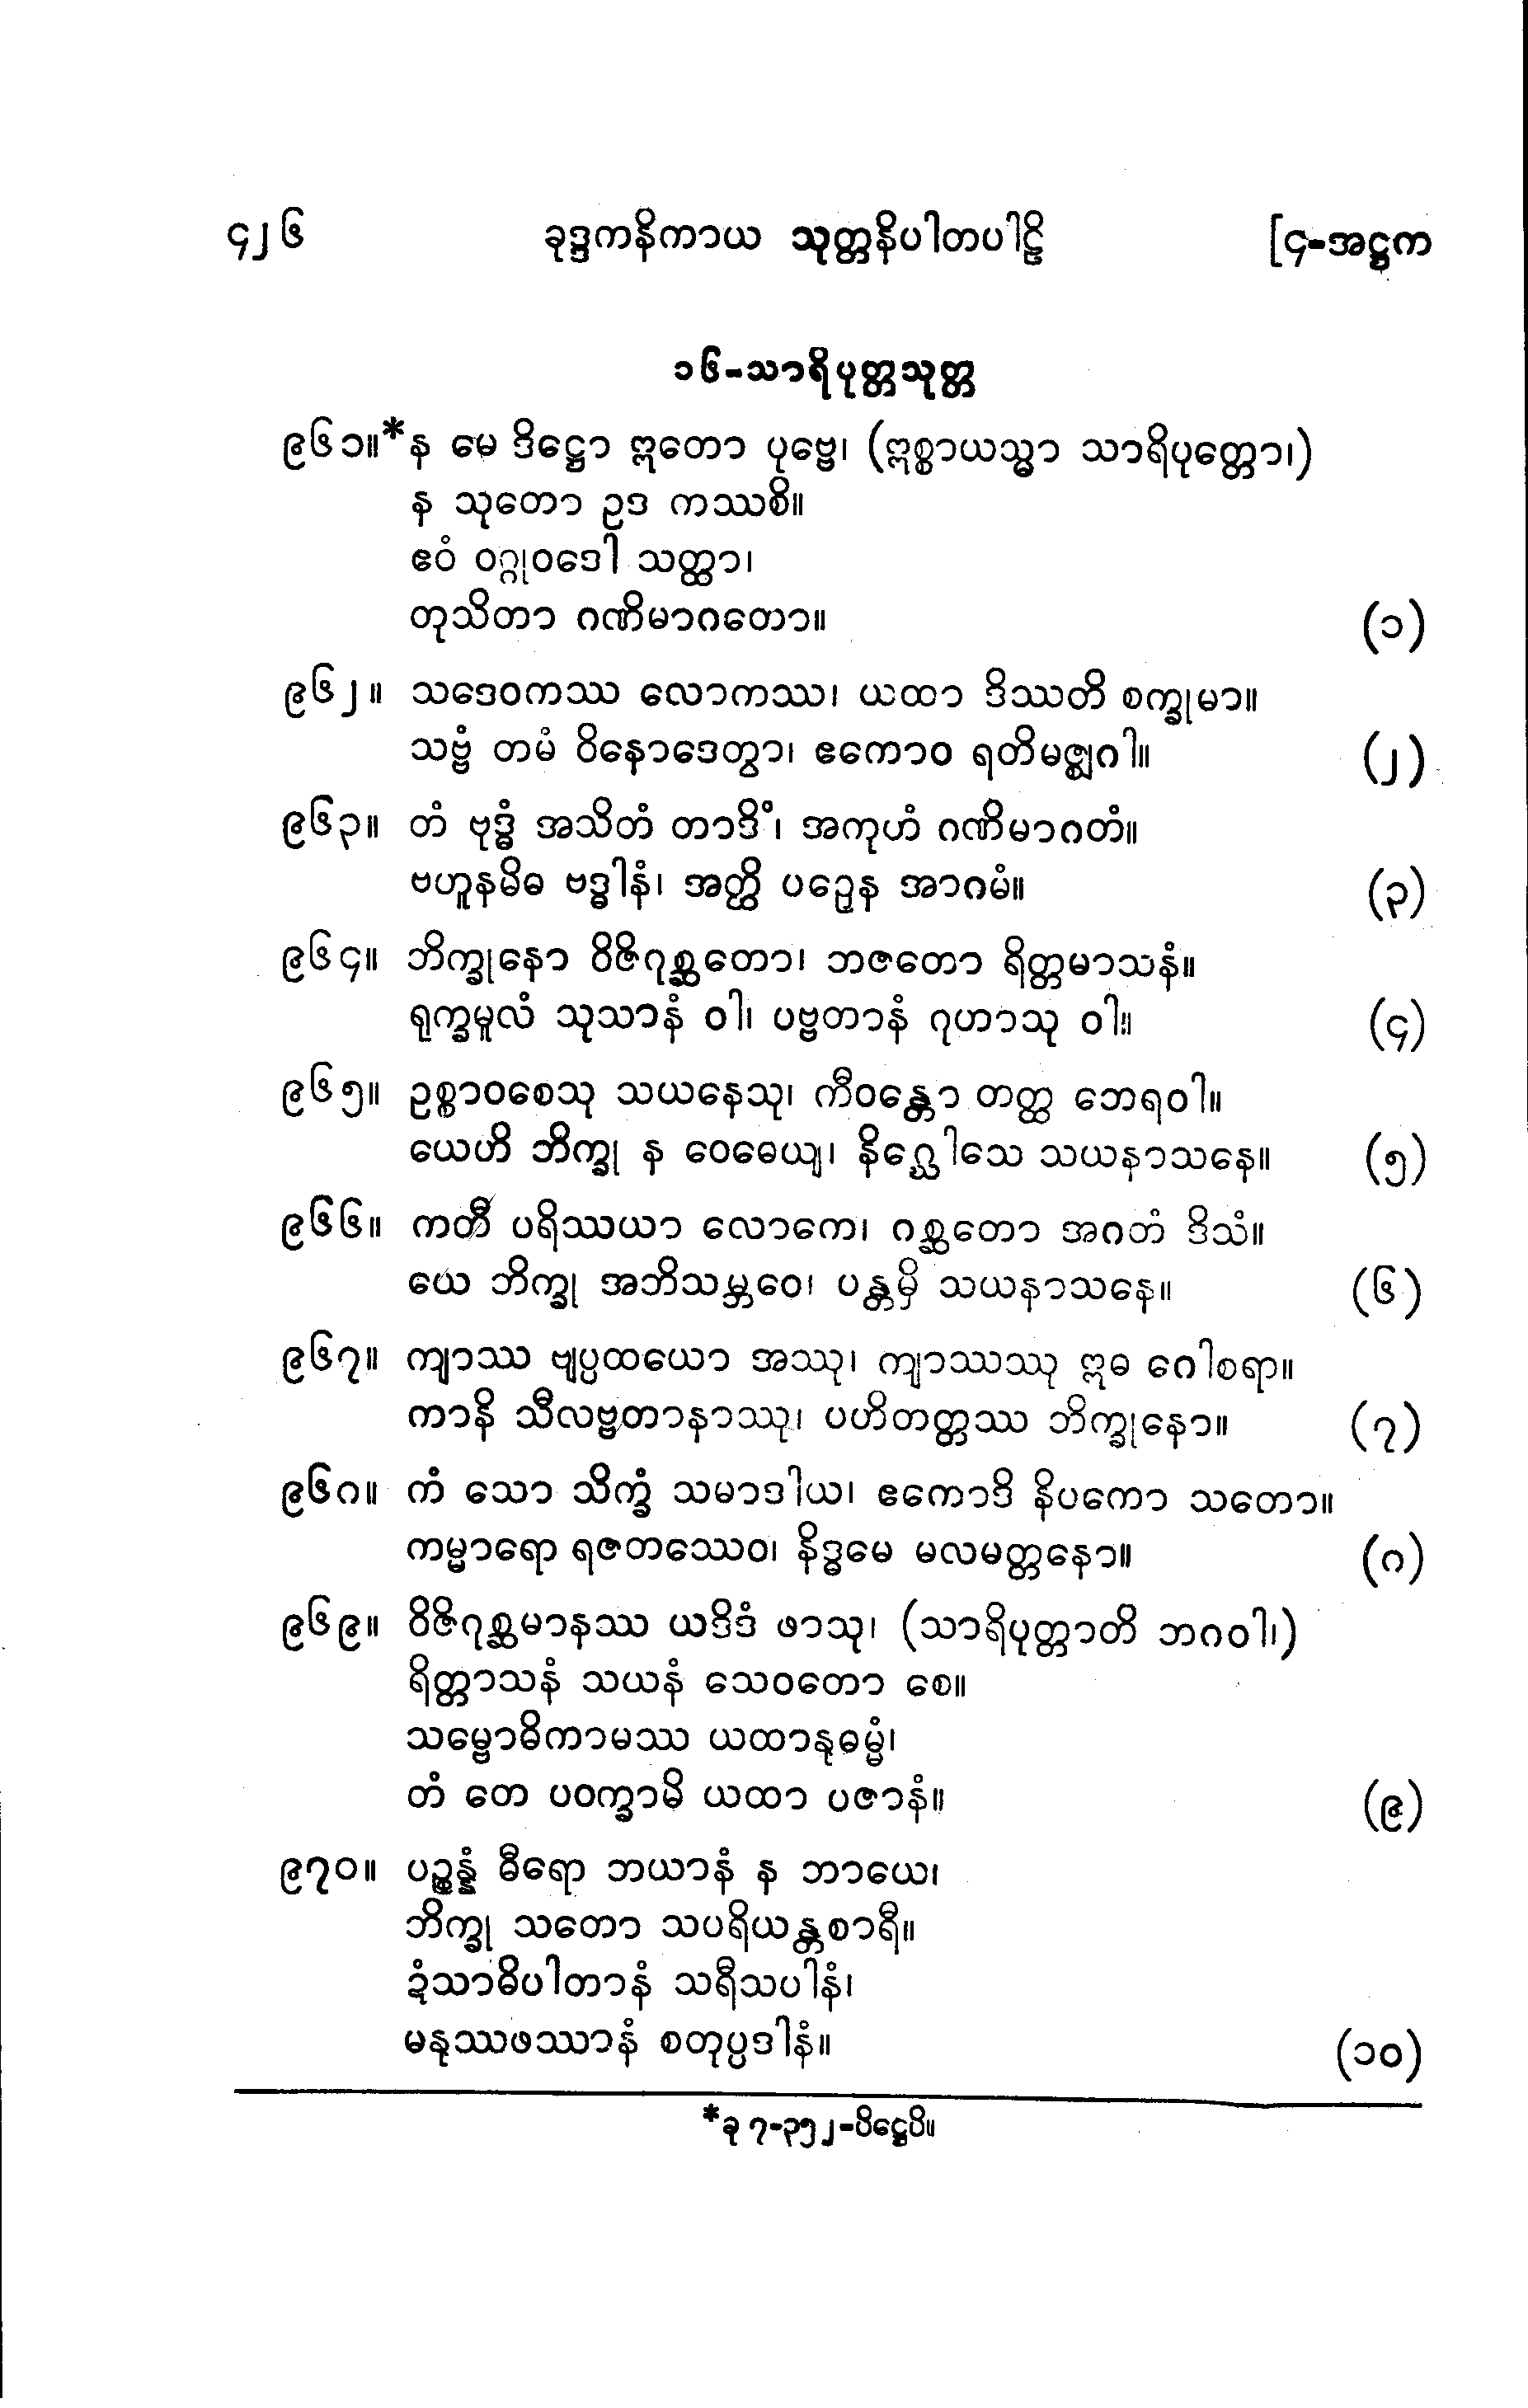 ၄၂၆ ခုဒ္ဒကနိကာယ သုတ္တနိပါတပါဠိ [၄-အဋ္ဌက
၁၆-သာရိပုတ္တသုတ္တ
၉၆၁။*န မေ ဒိဋ္ဌော ဣတော ပုဗ္ဗေ၊ (ဣစ္စာယသ္မာ သာရိပုတ္တော၊)
န သုတော ဥဒ ကဿစိ။
ဧဝံ ဝဂ္ဂုဝဒေါ သတ္ထာ၊
တုသိတာ ဂဏိမာဂတော။ (၁)
၉၆၂။ သဒေဝကဿ လောကဿ၊ ယထာ ဒိဿတိ စက္ခုမာ။
သဗ္ဗံ တမံ ဝိနောဒေတွာ၊ ဧကောဝ ရတိမဇ္ဈဂါ။ (၂)
၉၆၃။ တံ ဗုဒ္ဓံ အသိတံ တာဒိံ၊ အကုဟံ ဂဏိမာဂတံ။
ဗဟူနမိဓ ဗဒ္ဓါနံ၊ အတ္ထိ ပဉှေန အာဂမံ။ (၃)
၉၆၄။ ဘိက္ခုနော ဝိဇိဂုစ္ဆတော၊ ဘဇတော ရိတ္တမာသနံ။
ရုက္ခမူလံ သုသာနံ ဝါ၊ ပဗ္ဗတာနံ ဂုဟာသု ဝါ။ (၄)
၉၆၅။ ဥစ္စာဝစေသု သယနေသု၊ ကီဝန္တော တတ္ထ ဘေရဝါ။
ယေဟိ ဘိက္ခု န ဝေဓေယျ၊ နိဂ္ဃေါသေ သယနာသနေ။ (၅)
၉၆၆။ ကတီ ပရိဿယာ လောကေ၊ ဂစ္ဆတော အဂတံ ဒိသံ။
ယေ ဘိက္ခု အဘိသမ္ဘဝေ၊ ပန္တမှိ သယနာသနေ။ (၆)
၉၆၇။ ကျာဿ ဗျပ္ပထယော အဿု၊ ကျာဿဿု ဣဓ ဂေါစရာ။
ကာနိ သီလဗ္ဗတာနာဿု၊ ပဟိတတ္တဿ ဘိက္ခုနော။ (၇)
၉၆၈။ ကံ သော သိက္ခံ သမာဒါယ၊ ဧကောဒိ နိပကော သတော။
ကမ္မာရော ရဇတဿေဝ၊ နိဒ္ဓမေ မလမတ္တနော။ (၈)
၉၆၉။ ဝိဇိဂုစ္ဆမာနဿ ယဒိဒံ ဖာသု၊ (သာရိပုတ္တာတိ ဘဂဝါ၊)
ရိတ္တာသနံ သယနံ သေဝတော စေ။
သမ္ဗောဓိကာမဿ ယထာနုဓမ္မံ၊
တံ တေ ပဝက္ခာမိ ယထာ ပဇာနံ။ (၉)
၉၇၀။ ပဉ္စန္နံ ဓီရော ဘယာနံ န ဘာယေ၊
ဘိက္ခု သတော သပရိယန္တစာရီ။
ဍံသာဓိပါတာနံ သရီသပါနံ၊
မနုဿဖဿာနံ စတုပ္ပဒါနံ။ (၁၀)
*ခု ၇-၃၅၂-ပိဋ္ဌေပိ။